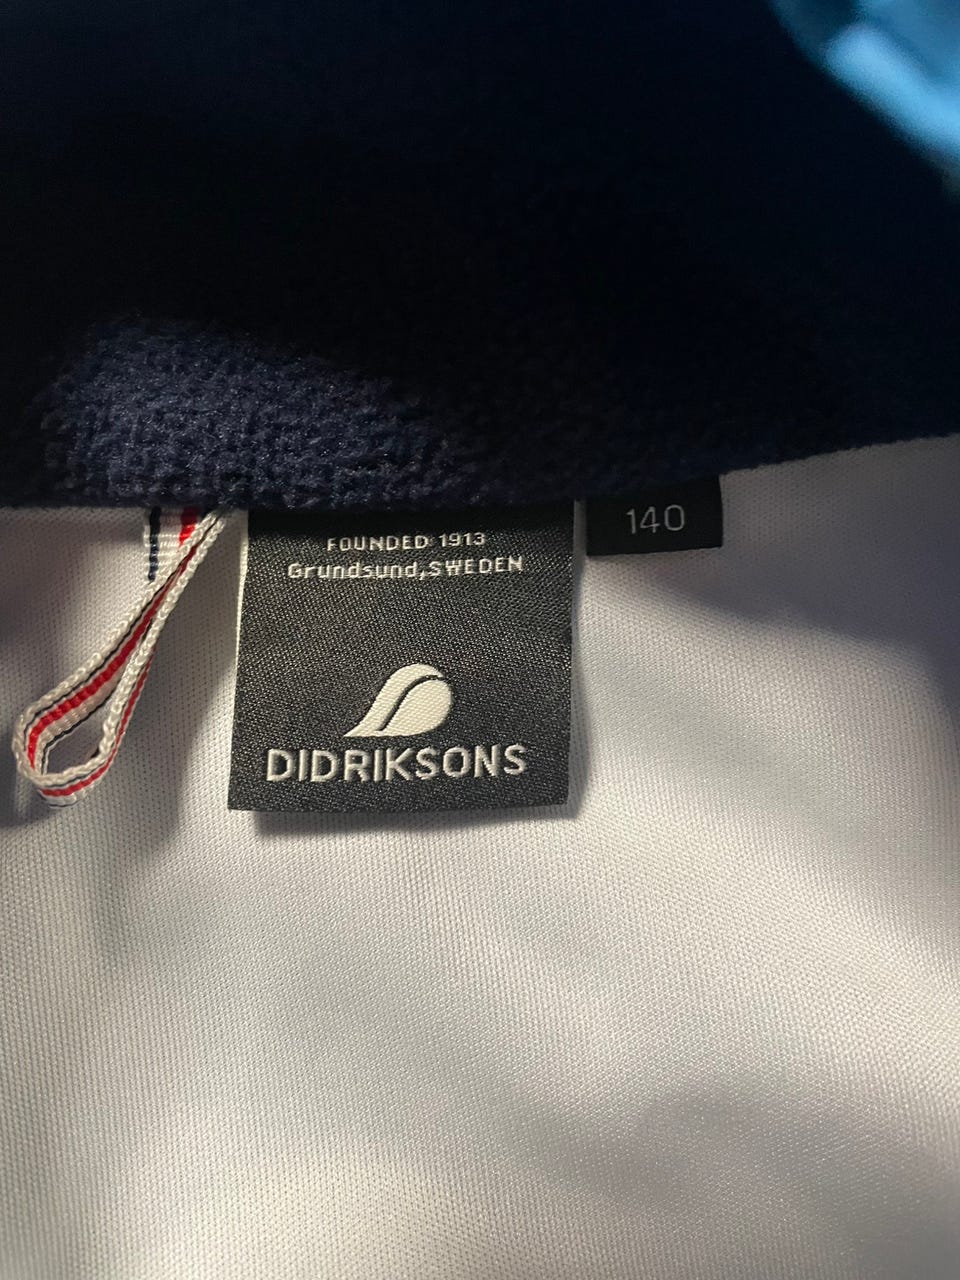 FOUNDED 1913
Grundsund,SWEDEN
DIDRIKSONS
140